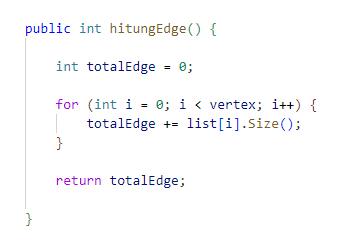 public int hitungEdge() {
int totalEdge = 0;
for (int i = 0; i < vertex; i++) {
totalEdge += list[i].Size();
}
return totalEdge;
}